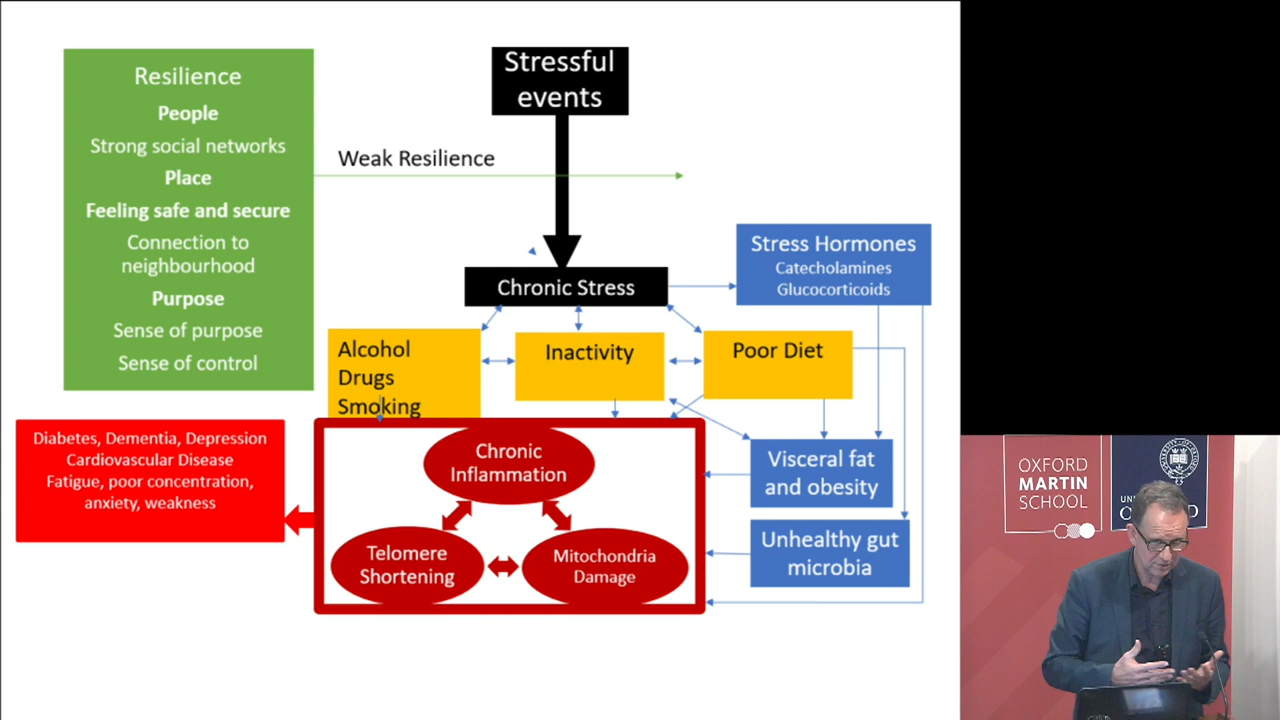 Resilience
People
Strong social networks
Place
Feeling safe and secure
Connection to
neighbourhood
Purpose
Sense of purpose
Sense of control
Stressful
events
Weak Resilience
Chronic Stress
Stress Hormones
Catecholamines
Glucocorticoids
Alcohol
Drugs
Smoking
Inactivity
Poor Diet
Diabetes, Dementia, Depression
Cardiovascular Disease
Fatigue, poor concentration,
anxiety, weakness
Chronic
Inflammation
Telomere
Shortening
Mitochondria
Damage
Visceral fat
and obesity
Unhealthy gut
microbia
OXFORD
MARTIN
SCHOOL